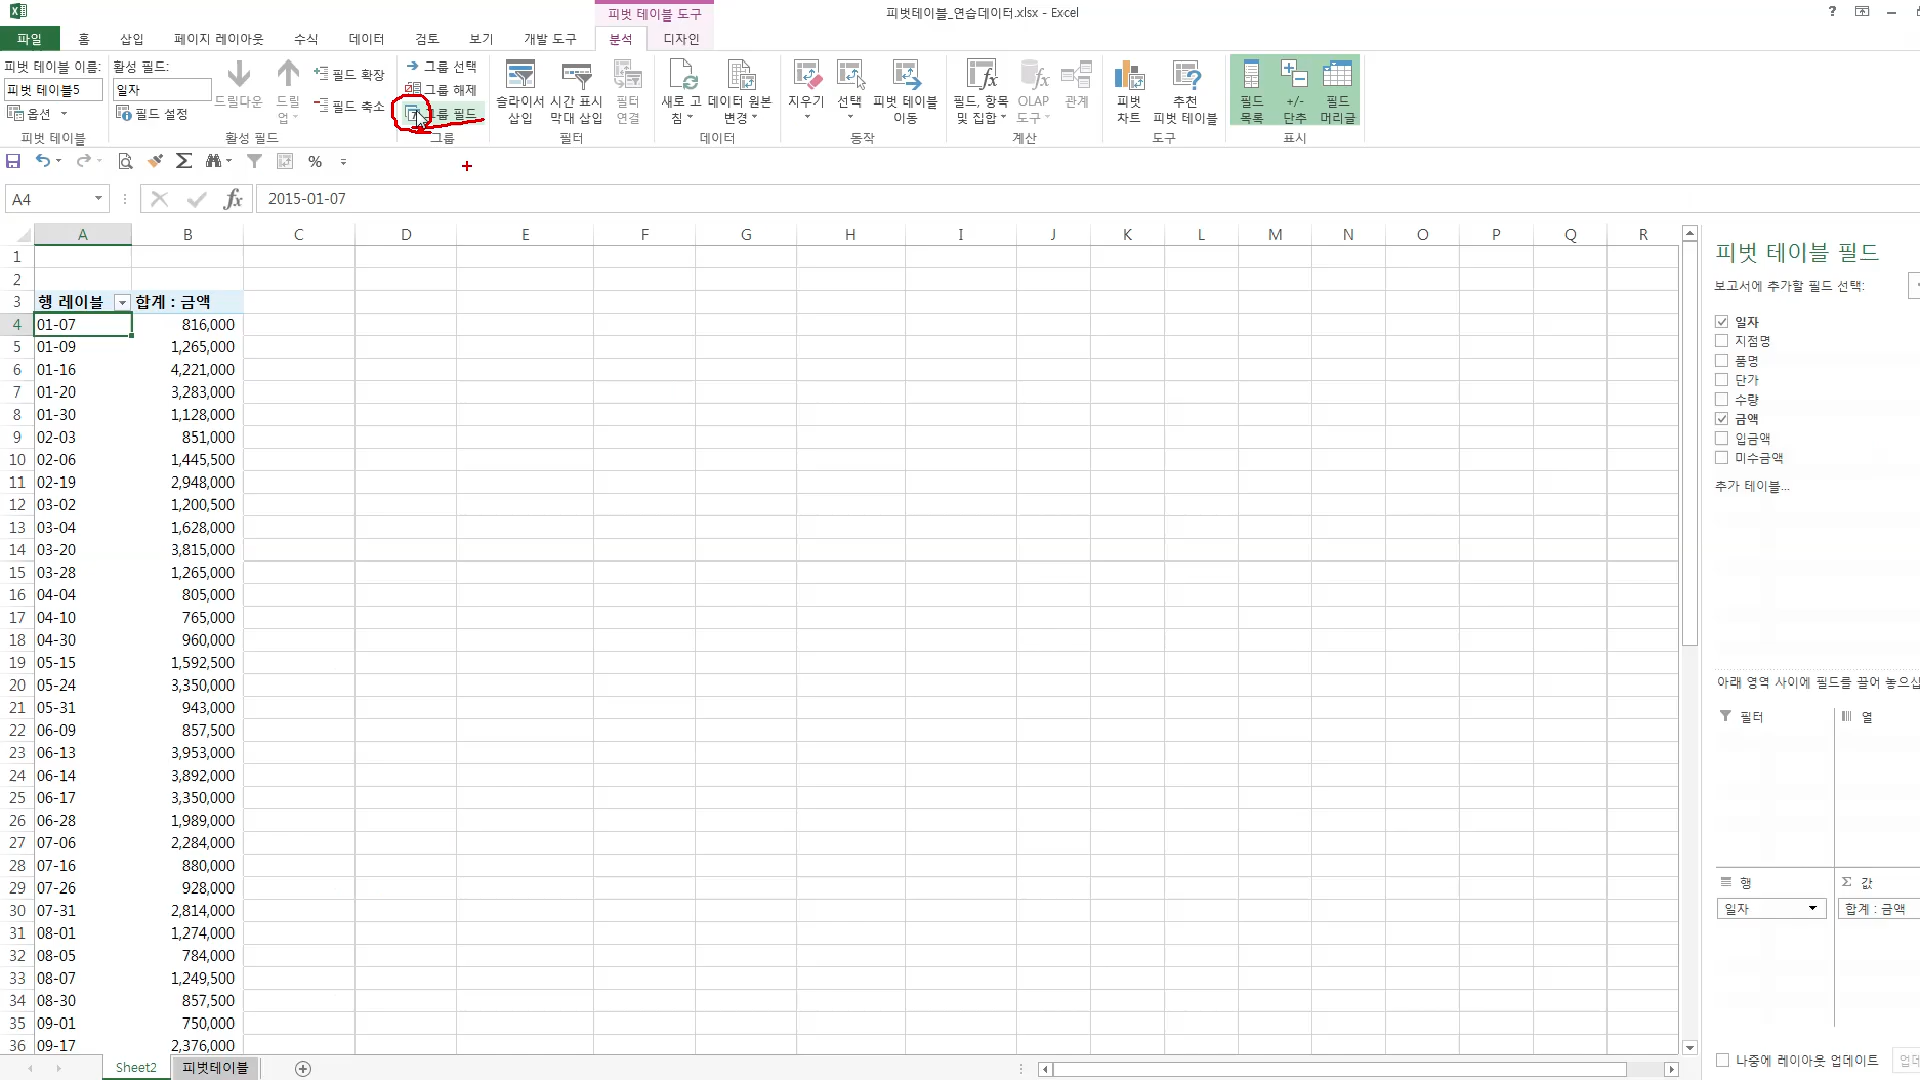 피벗 테이블 도구
피벗테이블_연습데이터.xlsx - Excel
?
파일 홈 삽입 페이지 레이아웃 수식 데이터 검토 보기 개발 도구 분석 디자인
피벗 테이블 이름:
피벗 테이블5
옵션
피벗 테이블
활성 필드:
일자
필드 설정
드릴다운
드릴
업
필드 확장
필드 축소
활성 필드
그룹 선택
그룹 해제
그룹 필드
그룹
슬라이서
삽입
시간 표시
막대 삽입
필터
연결
필터
새로 고
침
데이터 원본
변경
데이터
지우기
선택
피벗 테이블
이동
동작
필드, 항목
및 집합
OLAP
도구
관계
계산
피벗
차트
추천
피벗 테이블
도구
필드
목록
+/-
단추
필드
머리글
표시
Σ %
A4 fx 2015-01-07
A B C D E F G H I J K L M N O P Q R
1
2
3 행 레이블 합계 : 금액
4 01-07 816,000
5 01-09 1,265,000
6 01-16 4,221,000
7 01-20 3,283,000
8 01-30 1,128,000
9 02-03 851,000
10 02-06 1,445,500
11 02-19 2,948,000
12 03-02 1,200,500
13 03-04 1,628,000
14 03-20 3,815,000
15 03-28 1,265,000
16 04-04 805,000
17 04-10 765,000
18 04-30 960,000
19 05-15 1,592,500
20 05-24 3,350,000
21 05-31 943,000
22 06-09 857,500
23 06-13 3,953,000
24 06-14 3,892,000
25 06-17 3,350,000
26 06-28 1,989,000
27 07-06 2,284,000
28 07-16 880,000
29 07-26 928,000
30 07-31 2,814,000
31 08-01 1,274,000
32 08-05 784,000
33 08-07 1,249,500
34 08-30 857,500
35 09-01 750,000
36 09-17 2,376,000
Sheet2 피벗테이블
피벗 테이블 필드
보고서에 추가할 필드 선택:
일자
지점명
품명
단가
수량
금액
입금액
미수금액
추가 테이블...
아래 영역 사이에 필드를 끌어 놓으십
필터
열
행
일자
Σ 값
합계 : 금액
나중에 레이아웃 업데이트
업데